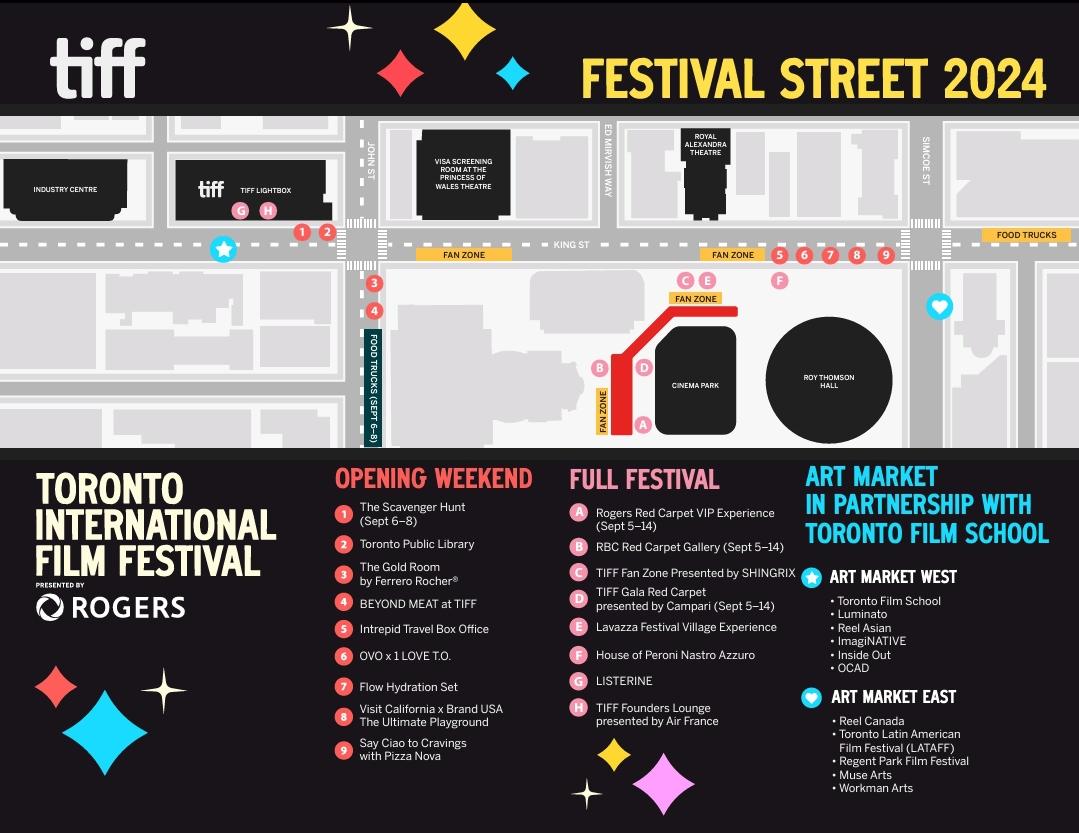 tiff
FESTIVAL STREET 2024
INDUSTRY CENTRE
tiff TIFF LIGHTBOX
G H
1 2
JOHN ST
VISA SCREENING
ROOM AT THE
PRINCESS OF
WALES THEATRE
ED MIRVISH WAY
ROYAL
ALEXANDRA
THEATRE
SIMCOE ST
KING ST
FOOD TRUCKS
FAN ZONE
FAN ZONE
5 6 7 8 9
3
4
FOOD TRUCKS (SEPT 6–8)
C E
F
FAN ZONE
B
D
FAN ZONE
A
CINEMA PARK
ROY THOMSON
HALL
TORONTO
INTERNATIONAL
FILM FESTIVAL
PRESENTED BY
ROGERS
OPENING WEEKEND
1 The Scavenger Hunt
(Sept 6–8)
2 Toronto Public Library
3 The Gold Room
by Ferrero Rocher®
4 BEYOND MEAT at TIFF
5 Intrepid Travel Box Office
6 OVO x 1 LOVE T.O.
7 Flow Hydration Set
8 Visit California x Brand USA
The Ultimate Playground
9 Say Ciao to Cravings
with Pizza Nova
FULL FESTIVAL
A Rogers Red Carpet VIP Experience
(Sept 5–14)
B RBC Red Carpet Gallery (Sept 5–14)
C TIFF Fan Zone Presented by SHINGRIX
D TIFF Gala Red Carpet
presented by Campari (Sept 5–14)
E Lavazza Festival Village Experience
F House of Peroni Nastro Azzuro
G LISTERINE
H TIFF Founders Lounge
presented by Air France
ART MARKET
IN PARTNERSHIP WITH
TORONTO FILM SCHOOL
ART MARKET WEST
• Toronto Film School
• Luminato
• Reel Asian
• ImagiNATIVE
• Inside Out
• OCAD
ART MARKET EAST
• Reel Canada
• Toronto Latin American
Film Festival (LATAFF)
• Regent Park Film Festival
• Muse Arts
• Workman Arts